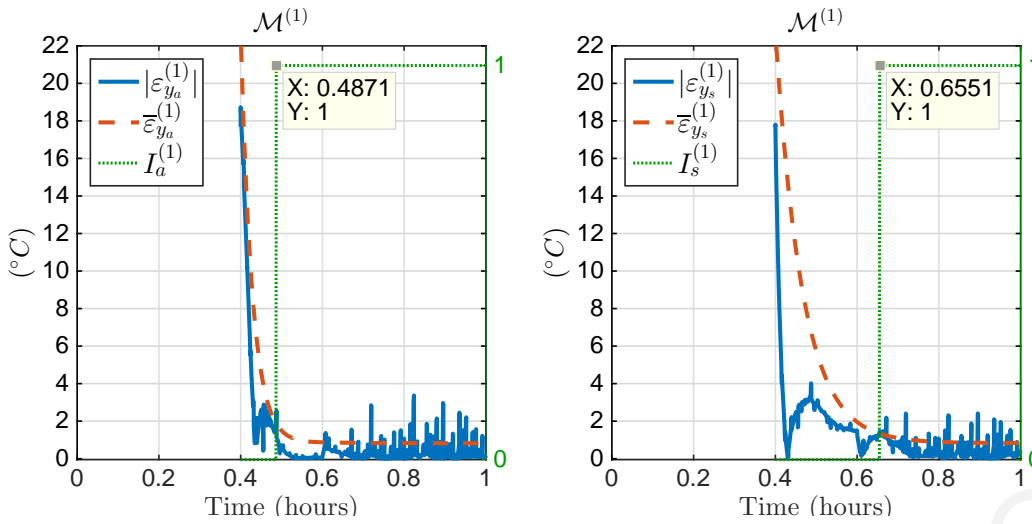 𝓜^(1)
22
20
18
16
14
12
10
8
6
4
2
0
(°C)
|ε_{y_a}^{(1)}|
ε̅_{y_a}^{(1)}
I_a^{(1)}
X: 0.4871
Y: 1
1
0
0
0.2
0.4
0.6
0.8
1
Time (hours)
𝓜^(1)
22
20
18
16
14
12
10
8
6
4
2
0
(°C)
|ε_{y_s}^{(1)}|
ε̅_{y_s}^{(1)}
I_s^{(1)}
X: 0.6551
Y: 1
0
0.2
0.4
0.6
0.8
1
Time (hours)